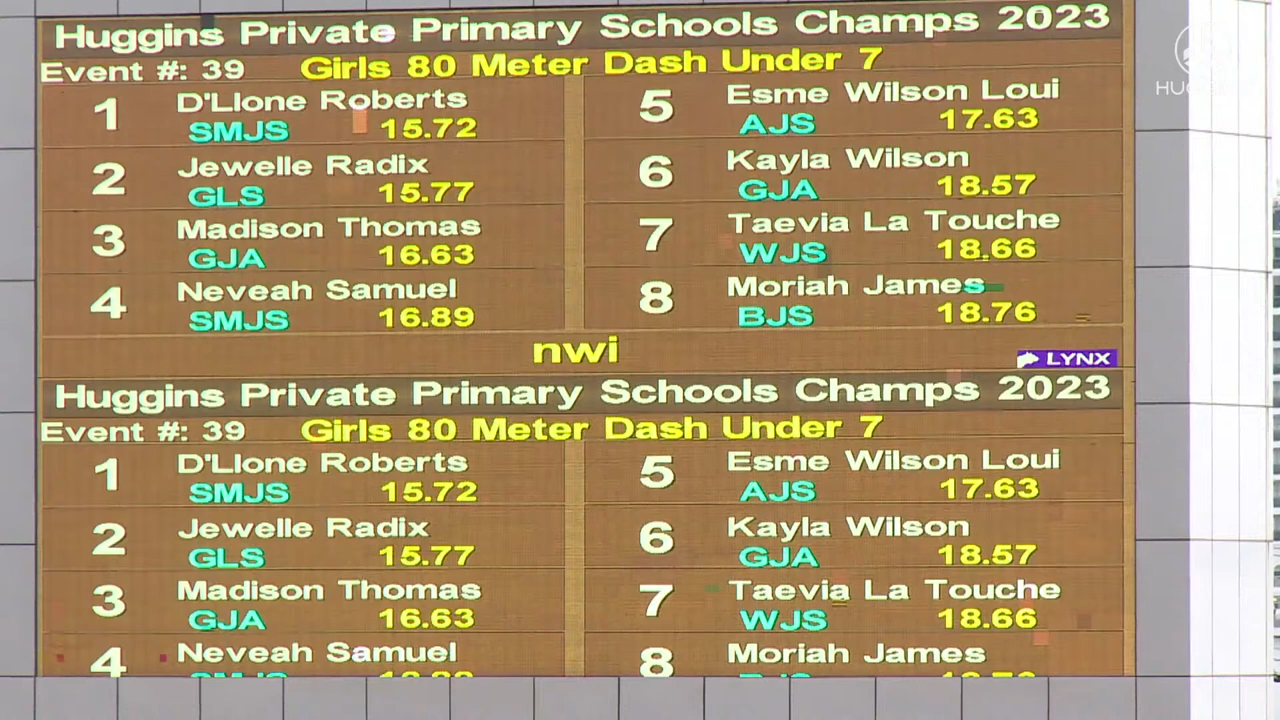 Huggins Private Primary Schools Champs 2023
Event #: 39 Girls 80 Meter Dash Under 7
1 D'Llone Roberts
SMJS 15.72
2 Jewelle Radix
GLS 15.77
3 Madison Thomas
GJA 16.63
4 Neveah Samuel
SMJS 16.89
5 Esme Wilson Loui
AJS 17.63
6 Kayla Wilson
GJA 18.57
7 Taevia La Touche
WJS 18.66
8 Moriah James
BJS 18.76
nwi
LYNX
Huggins Private Primary Schools Champs 2023
Event #: 39 Girls 80 Meter Dash Under 7
1 D'Llone Roberts
SMJS 15.72
2 Jewelle Radix
GLS 15.77
3 Madison Thomas
GJA 16.63
4 Neveah Samuel
5 Esme Wilson Loui
AJS 17.63
6 Kayla Wilson
GJA 18.57
7 Taevia La Touche
WJS 18.66
8 Moriah James